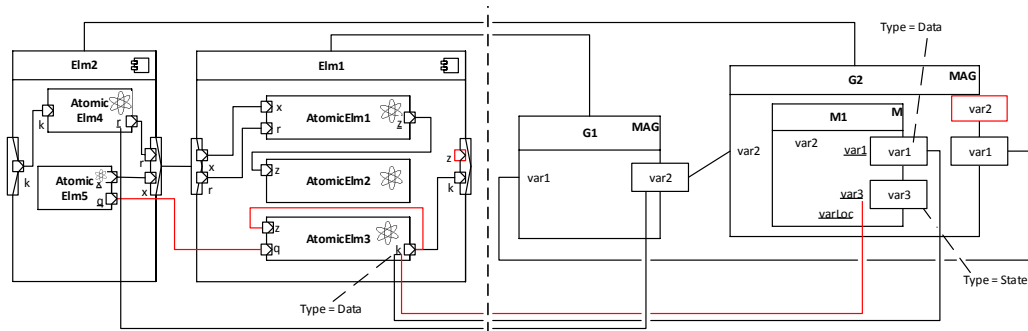 Type = Data
Elm2
Elm1
G2
MAG
Atomic
Elm4
k
r
r
x
k
Atomic
Elm5
x
q
x
r
AtomicElm1
z
x
r
z
AtomicElm2
z
k
z
q
AtomicElm3
k
Type = Data
G1
MAG
var1
var2
var2
M1
M
var2
var1
var1
var3
var3
varLoc
var2
var1
Type = State